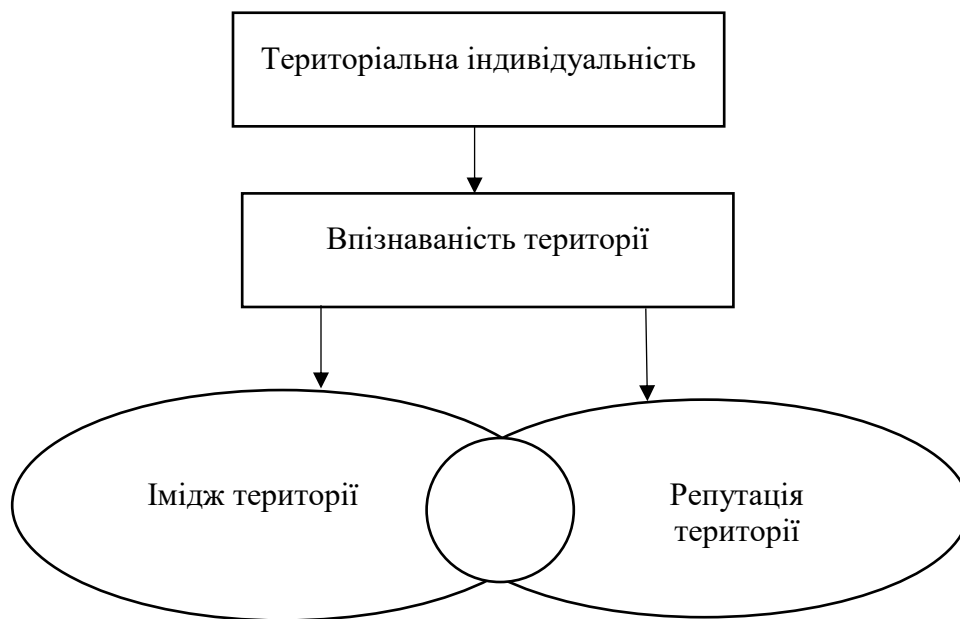 Територіальна індивідуальність
Впізнаваність території
Імідж території
Репутація
території